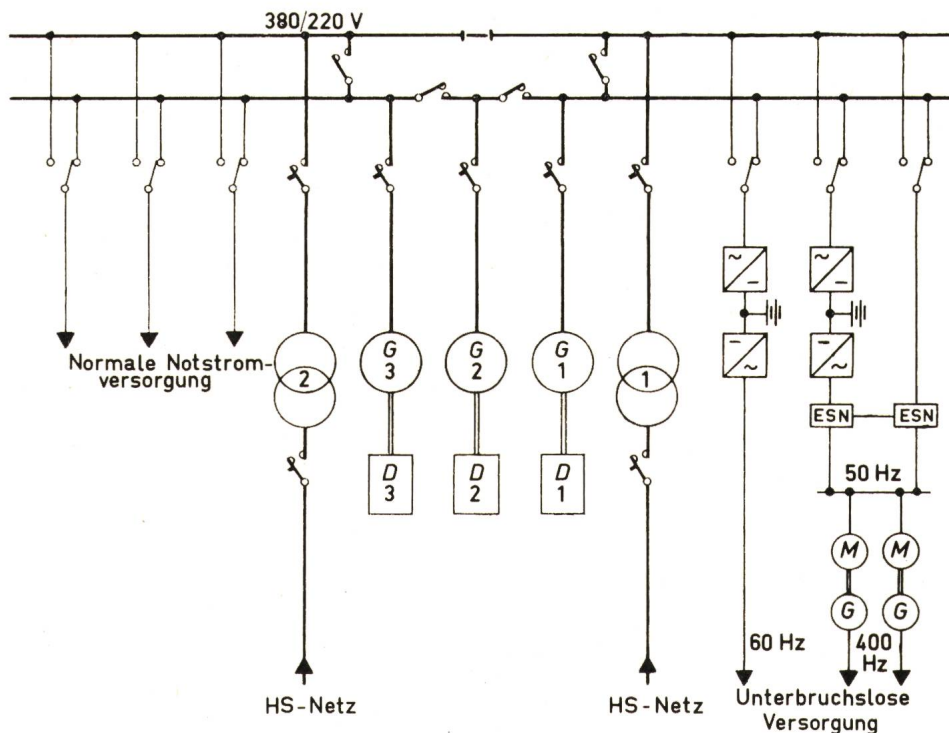 380/220 V
Normale Notstrom-
versorgung
2
G
3
G
2
G
1
1
D
3
D
2
D
1
~
–
~
–
–
~
–
~
ESN
ESN
50 Hz
M
M
G
G
60 Hz
400
Hz
HS-Netz
HS-Netz
Unterbruchslose
Versorgung